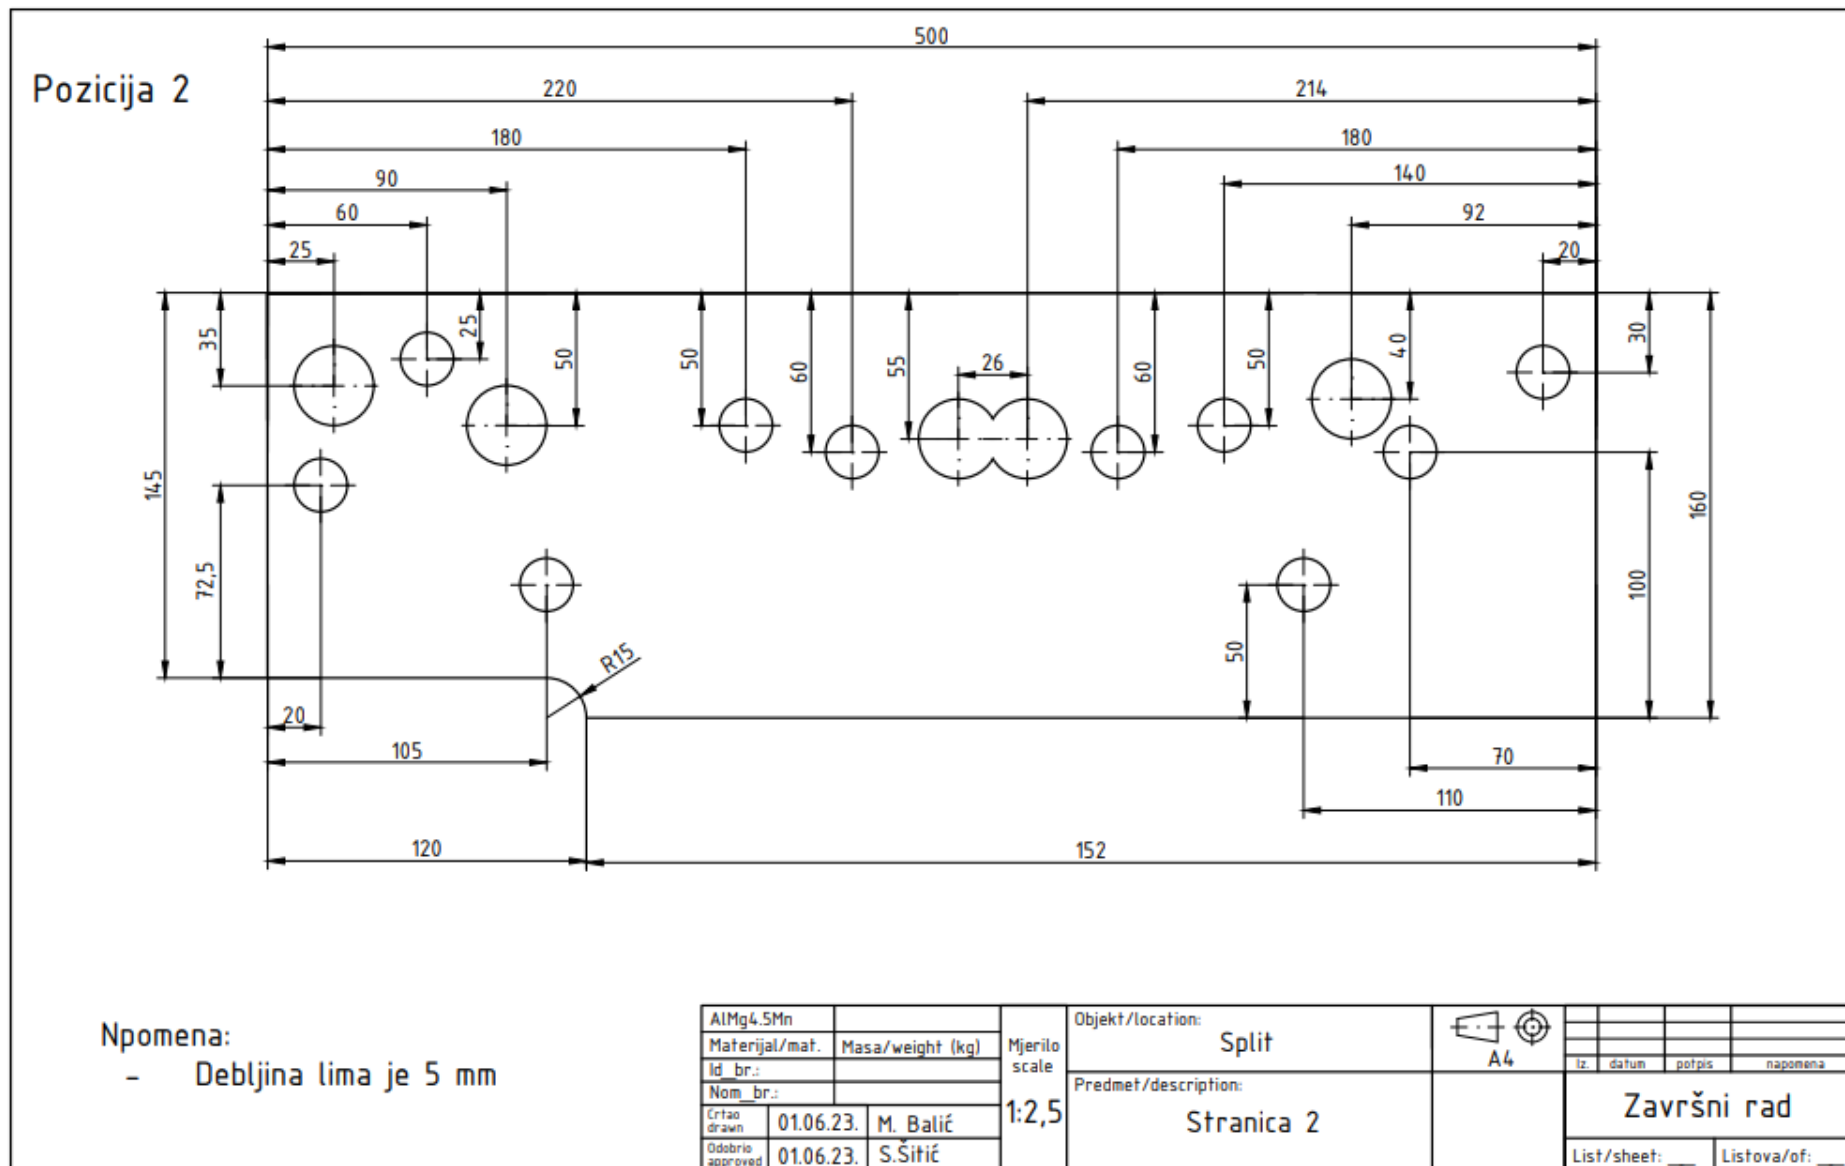 500
Pozicija 2
220
214
180
180
90
140
60
92
25
20
35
25
50
50
60
55
26
60
50
40
30
145
72,5
160
100
R15
50
20
105
70
110
120
152
Npomena:
- Debljina lima je 5 mm
AlMg4.5Mn
Materijal/mat.
Masa/weight (kg)
Id_br.:
Nom_br.:
Crtao
drawn
01.06.23.
M. Balić
Odobrio
approved
01.06.23.
S.Šitić
Mjerilo
scale
1:2,5
Objekt/location:
Split
Predmet/description:
Stranica 2
A4
Iz.
datum
potpis
napomena
Završni rad
List/sheet: __
Listova/of: __